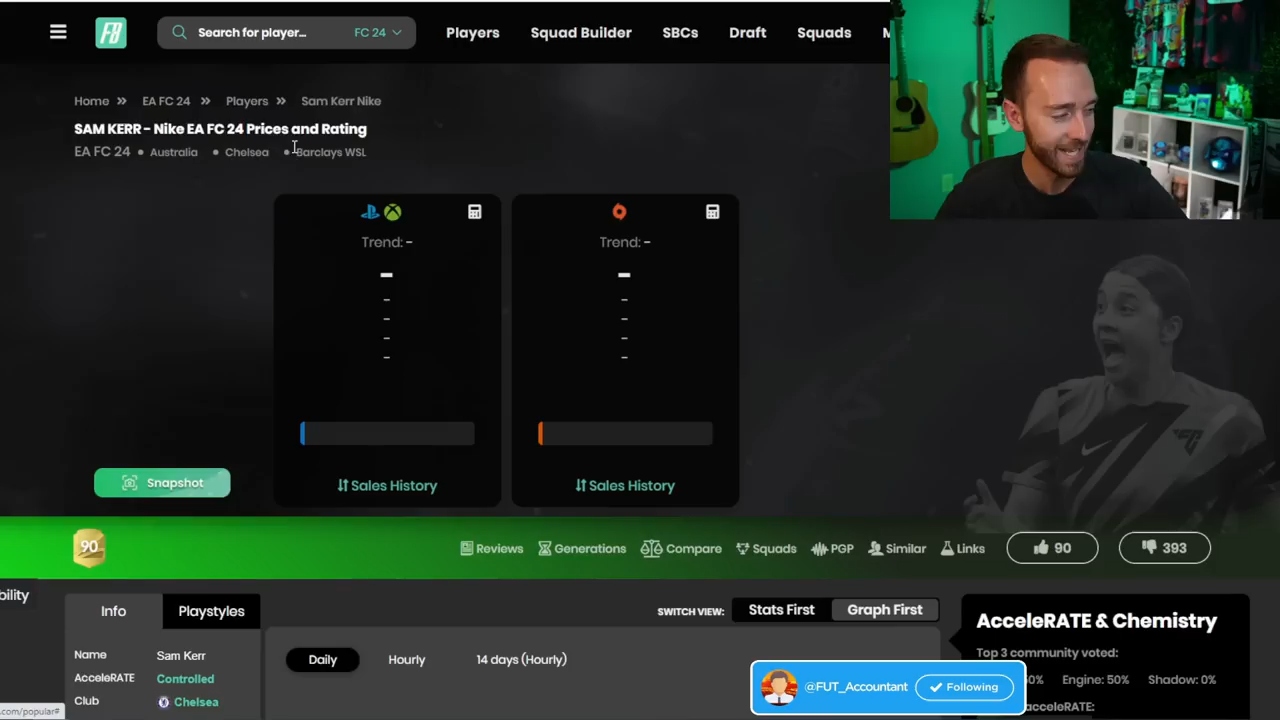 FB
Search for player...
FC 24
Players
Squad Builder
SBCs
Draft
Squads
M
Home » EA FC 24 » Players » Sam Kerr Nike
SAM KERR - Nike EA FC 24 Prices and Rating
EA FC 24 • Australia • Chelsea • Barclays WSL
Trend: -
-
-
-
-
-
Sales History
Trend: -
-
-
-
-
-
Sales History
Snapshot
90
Reviews
Generations
Compare
Squads
PGP
Similar
Links
90
393
bility
Info
Playstyles
Name Sam Kerr
AcceleRATE Controlled
Club Chelsea
.com/popular#
SWITCH VIEW:
Stats First
Graph First
Daily
Hourly
14 days (Hourly)
AcceleRATE & Chemistry
Top 3 community voted:
Engine: 50%
Shadow: 0%
@FUT_Accountant
Following